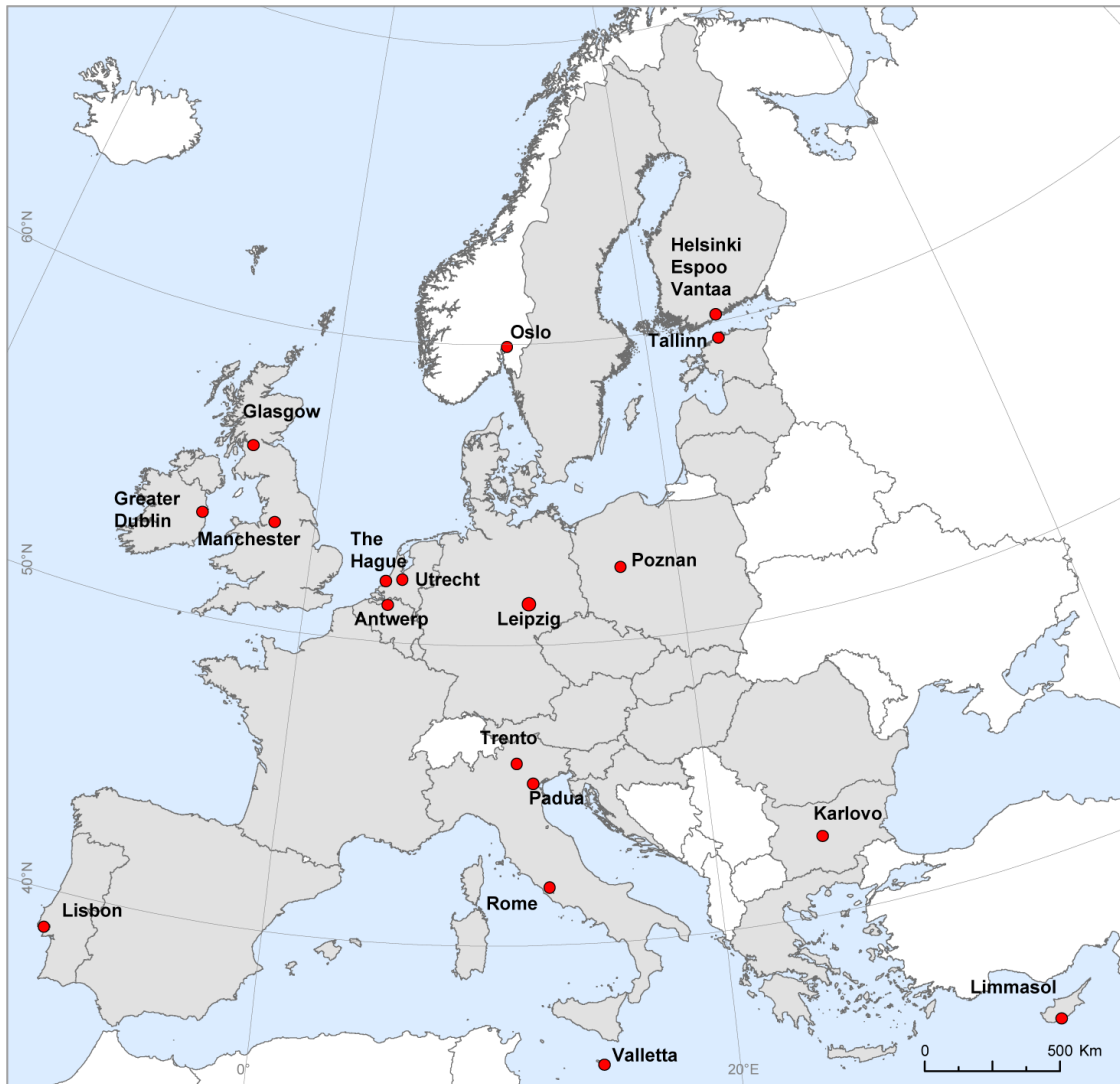 60°N
Helsinki
Espoo
Vantaa
Oslo
Tallinn
Glasgow
Greater
Dublin
Manchester
The
Hague
Utrecht
Antwerp
50°N
Poznan
Leipzig
Trento
Padua
Karlovo
40°N
Lisbon
Rome
Limmasol
Valletta
0 500 Km
0°
20°E